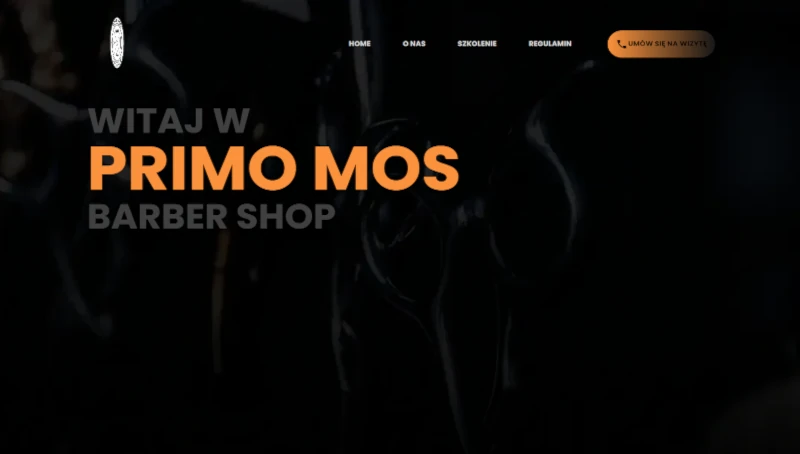 HOME O NAS SZKOLENIE REGULAMIN UMÓW SIĘ NA WIZYTĘ
WITAJ W
PRIMO MOS
BARBER SHOP